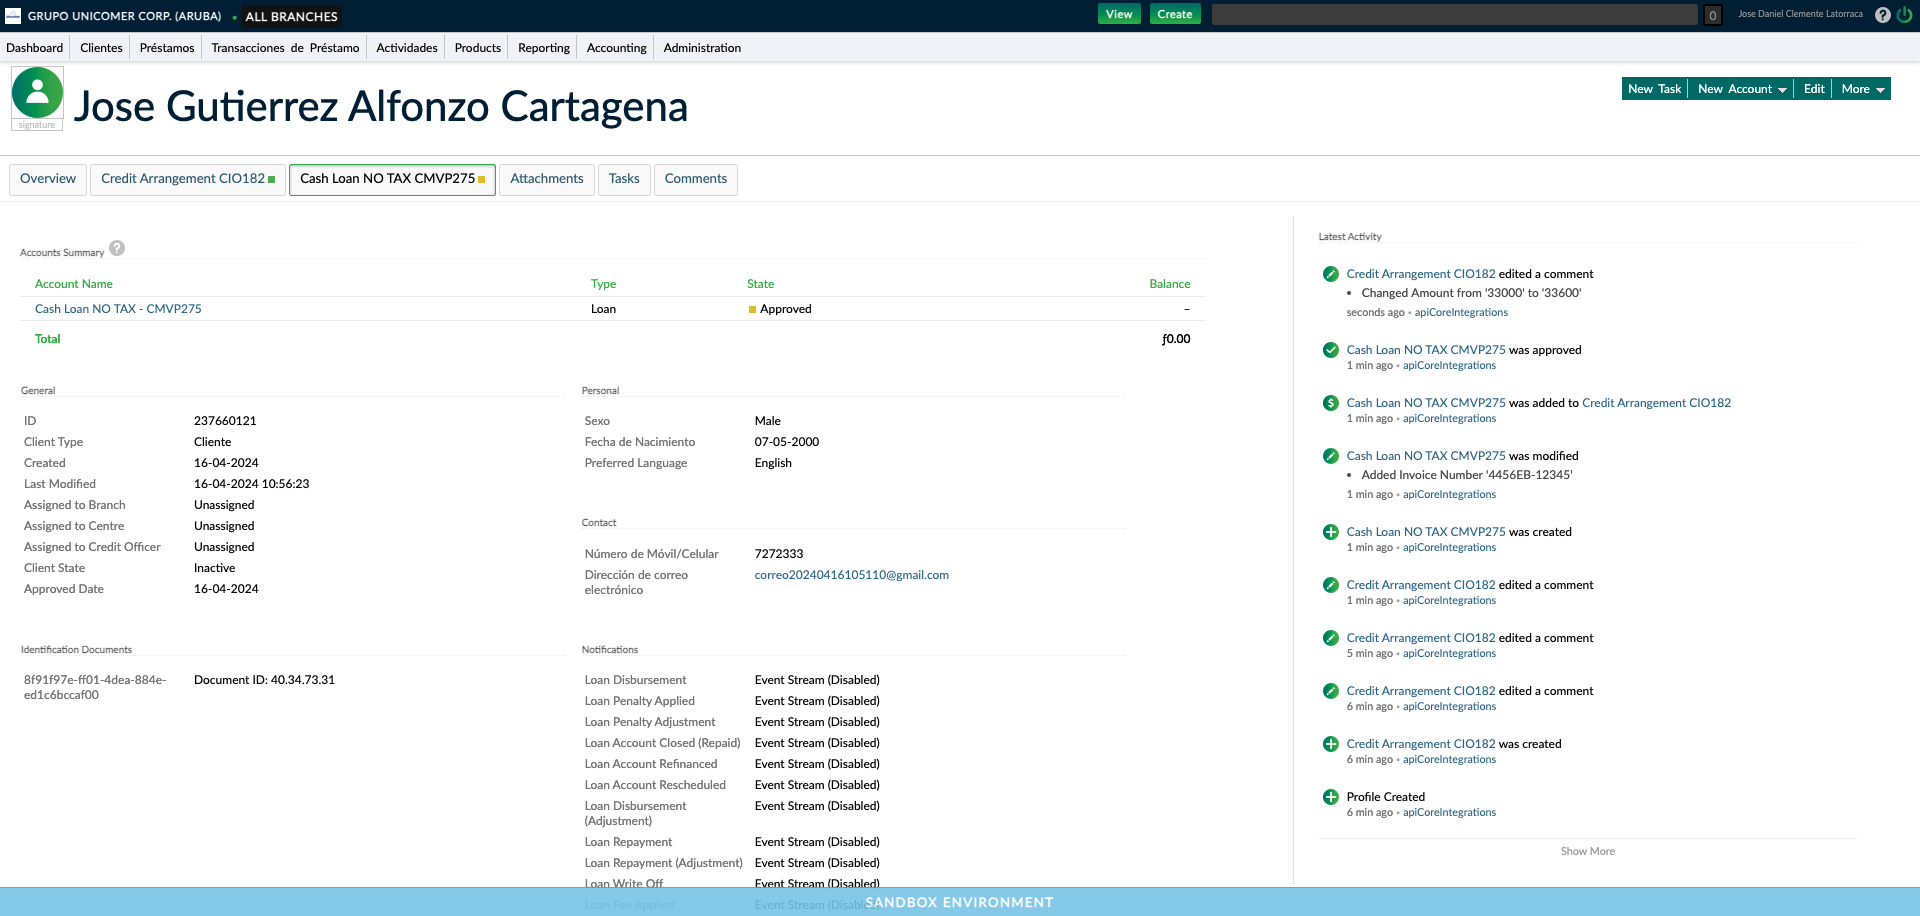 GRUPO UNICOMER CORP. (ARUBA) • ALL BRANCHES
View Create 0 Jose Daniel Clemente Latorraca ?
Dashboard Clientes Préstamos Transacciones de Préstamo Actividades Products Reporting Accounting Administration
signature
Jose Gutierrez Alfonzo Cartagena
New Task New Account Edit More
Overview Credit Arrangement CIO182 Cash Loan NO TAX CMVP275 Attachments Tasks Comments
Accounts Summary ?
Account Name Type State Balance
Cash Loan NO TAX - CMVP275 Loan Approved –
Total ƒ0.00
General
ID 237660121
Client Type Cliente
Created 16-04-2024
Last Modified 16-04-2024 10:56:23
Assigned to Branch Unassigned
Assigned to Centre Unassigned
Assigned to Credit Officer Unassigned
Client State Inactive
Approved Date 16-04-2024
Identification Documents
8f91f97e-ff01-4dea-884e-
ed1c6bccaf00
Document ID: 40.34.73.31
Personal
Sexo Male
Fecha de Nacimiento 07-05-2000
Preferred Language English
Contact
Número de Móvil/Celular 7272333
Dirección de correo
electrónico
correo20240416105110@gmail.com
Notifications
Loan Disbursement Event Stream (Disabled)
Loan Penalty Applied Event Stream (Disabled)
Loan Penalty Adjustment Event Stream (Disabled)
Loan Account Closed (Repaid) Event Stream (Disabled)
Loan Account Refinanced Event Stream (Disabled)
Loan Account Rescheduled Event Stream (Disabled)
Loan Disbursement
(Adjustment)
Event Stream (Disabled)
Loan Repayment Event Stream (Disabled)
Loan Repayment (Adjustment) Event Stream (Disabled)
Loan Write Off Event Stream (Disabled)
Loan Fee Applied Event Stream (Disabled)
Latest Activity
Credit Arrangement CIO182 edited a comment
• Changed Amount from '33000' to '33600'
seconds ago • apiCoreIntegrations
Cash Loan NO TAX CMVP275 was approved
1 min ago • apiCoreIntegrations
Cash Loan NO TAX CMVP275 was added to Credit Arrangement CIO182
1 min ago • apiCoreIntegrations
Cash Loan NO TAX CMVP275 was modified
• Added Invoice Number '4456EB-12345'
1 min ago • apiCoreIntegrations
Cash Loan NO TAX CMVP275 was created
1 min ago • apiCoreIntegrations
Credit Arrangement CIO182 edited a comment
1 min ago • apiCoreIntegrations
Credit Arrangement CIO182 edited a comment
5 min ago • apiCoreIntegrations
Credit Arrangement CIO182 edited a comment
6 min ago • apiCoreIntegrations
Credit Arrangement CIO182 was created
6 min ago • apiCoreIntegrations
Profile Created
6 min ago • apiCoreIntegrations
Show More
SANDBOX ENVIRONMENT